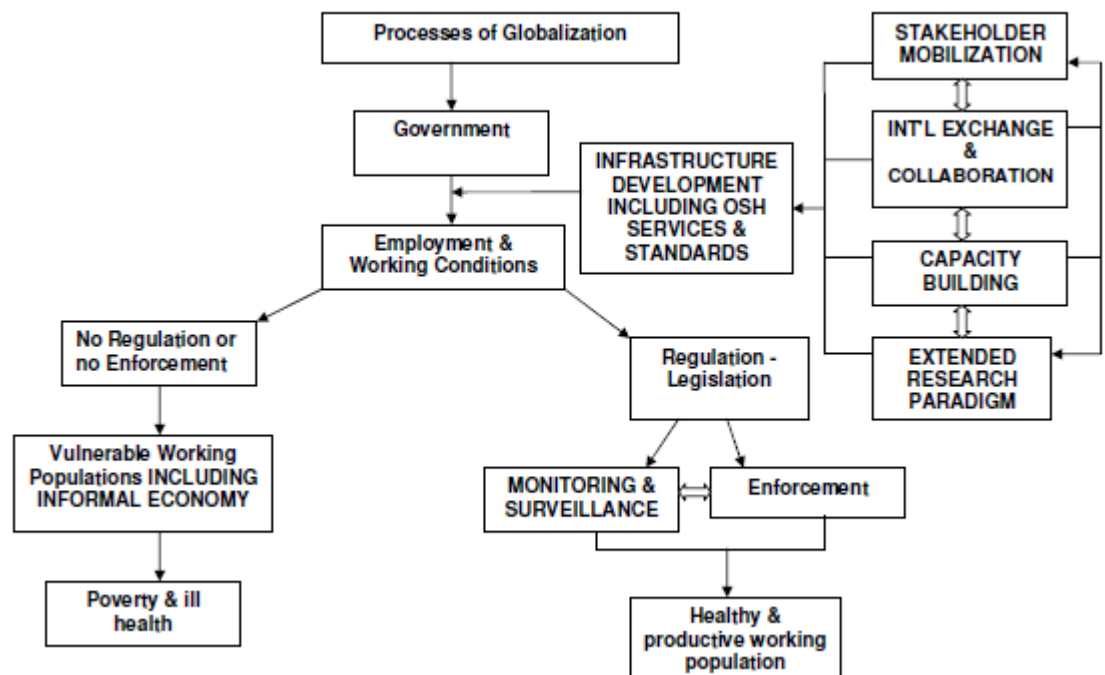 Processes of Globalization
Government
Employment &
Working Conditions
No Regulation or
no Enforcement
Vulnerable Working
Populations INCLUDING
INFORMAL ECONOMY
Poverty & ill
health
Regulation -
Legislation
MONITORING &
SURVEILLANCE
Enforcement
Healthy &
productive working
population
INFRASTRUCTURE
DEVELOPMENT
INCLUDING OSH
SERVICES &
STANDARDS
STAKEHOLDER
MOBILIZATION
INT'L EXCHANGE
&
COLLABORATION
CAPACITY
BUILDING
EXTENDED
RESEARCH
PARADIGM